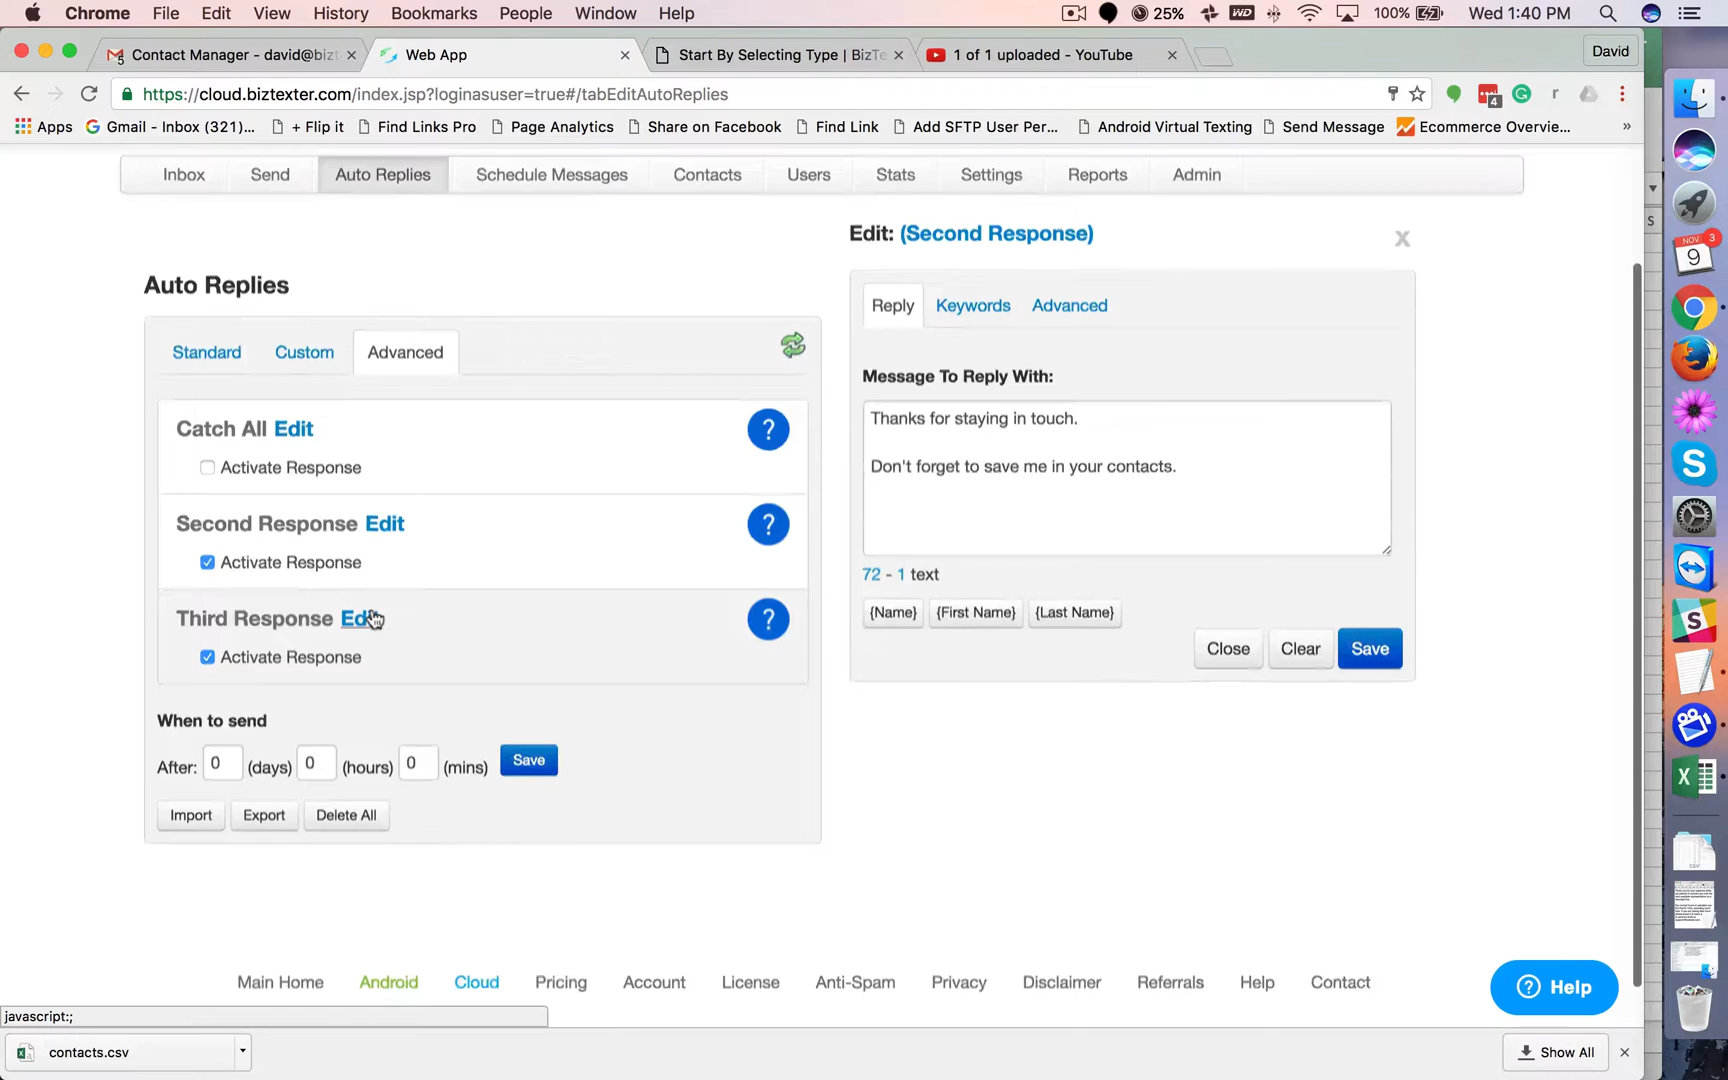 Chrome File Edit View History Bookmarks People Window Help 25% WD 100% Wed 1:40 PM
Contact Manager - david@bizt Web App Start By Selecting Type | BizTe 1 of 1 uploaded - YouTube David
https://cloud.biztexter.com/index.jsp?loginasuser=true#/tabEditAutoReplies
Apps Gmail - Inbox (321)... + Flip it Find Links Pro Page Analytics Share on Facebook Find Link Add SFTP User Per... Android Virtual Texting Send Message Ecommerce Overvie... »
Inbox Send Auto Replies Schedule Messages Contacts Users Stats Settings Reports Admin
Edit: (Second Response) X
Auto Replies
Reply Keywords Advanced
Standard Custom Advanced
Message To Reply With:
Thanks for staying in touch.
Don't forget to save me in your contacts.
Catch All Edit ?
Activate Response
Second Response Edit ?
Activate Response
72 - 1 text
{Name} {First Name} {Last Name}
Third Response Ed ?
Close Clear Save
Activate Response
When to send
After: 0 (days) 0 (hours) 0 (mins) Save
Import Export Delete All
Main Home Android Cloud Pricing Account License Anti-Spam Privacy Disclaimer Referrals Help Contact
? Help
javascript:;
contacts.csv Show All
NOV 3
9
S
S
X
CSV
4
r
S